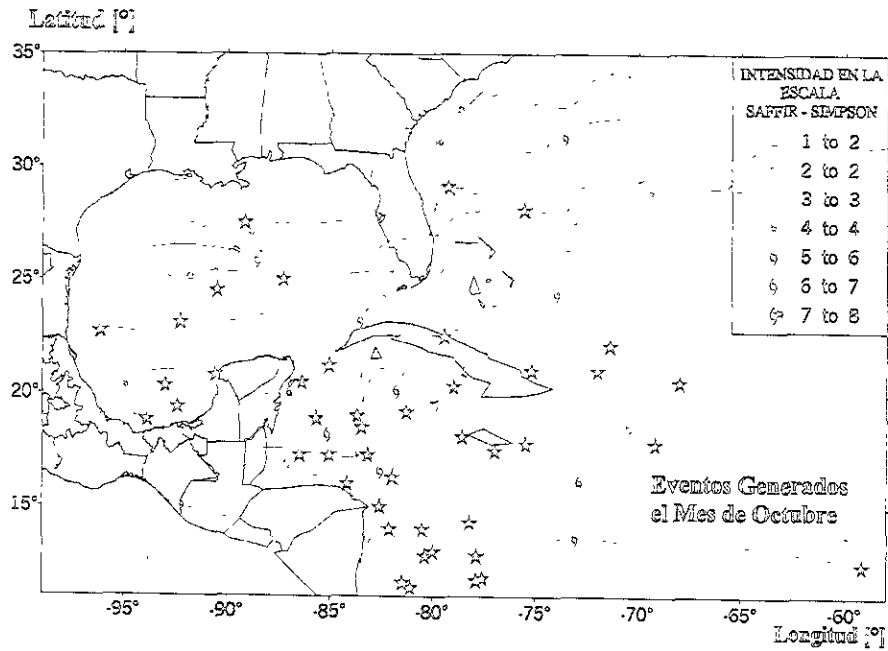 Latitud [°]
35°
30°
25°
20°
15°
INTENSIDAD EN LA
ESCALA
SAFFIR - SIMPSON
1 to 2
2 to 2
3 to 3
4 to 4
5 to 6
6 to 7
7 to 8
Eventos Generados
el Mes de Octubre
-95°
-90°
-85°
-80°
-75°
-70°
-65°
-60°
Longitud [°]